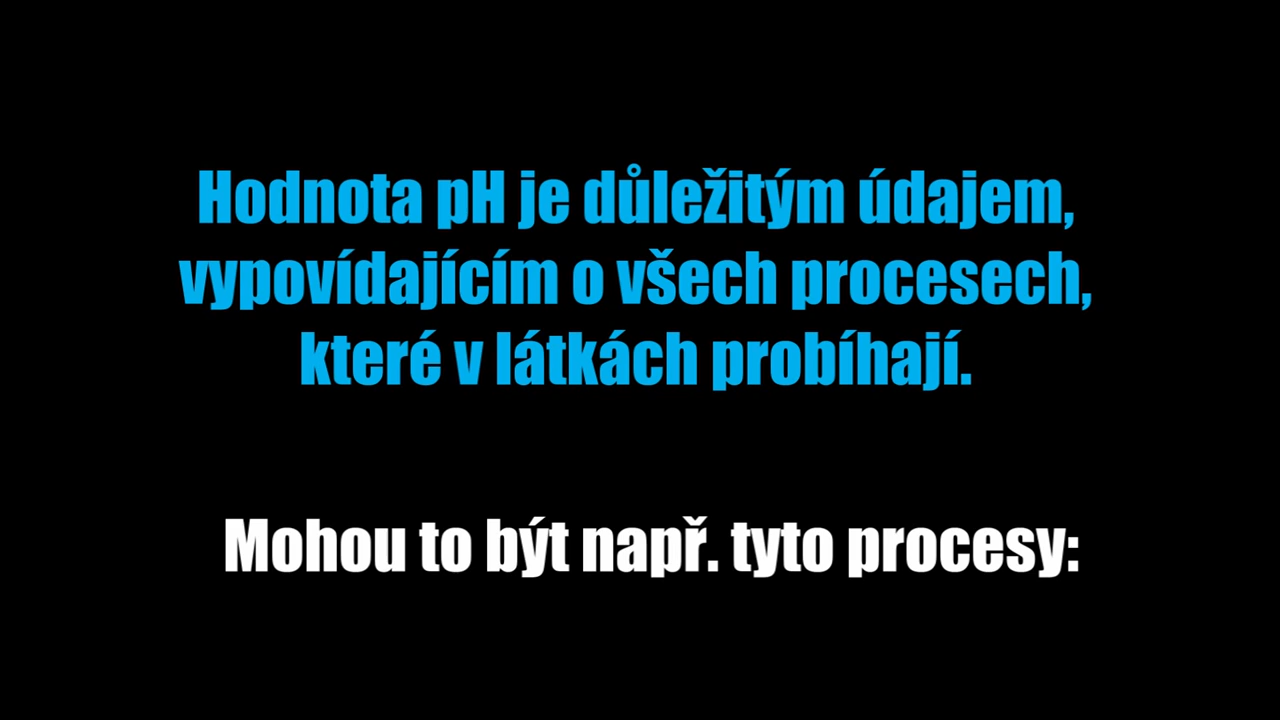 Hodnota pH je důležitým údajem,
vypovídajícím o všech procesech,
které v látkách probíhají.
Mohou to být např. tyto procesy: